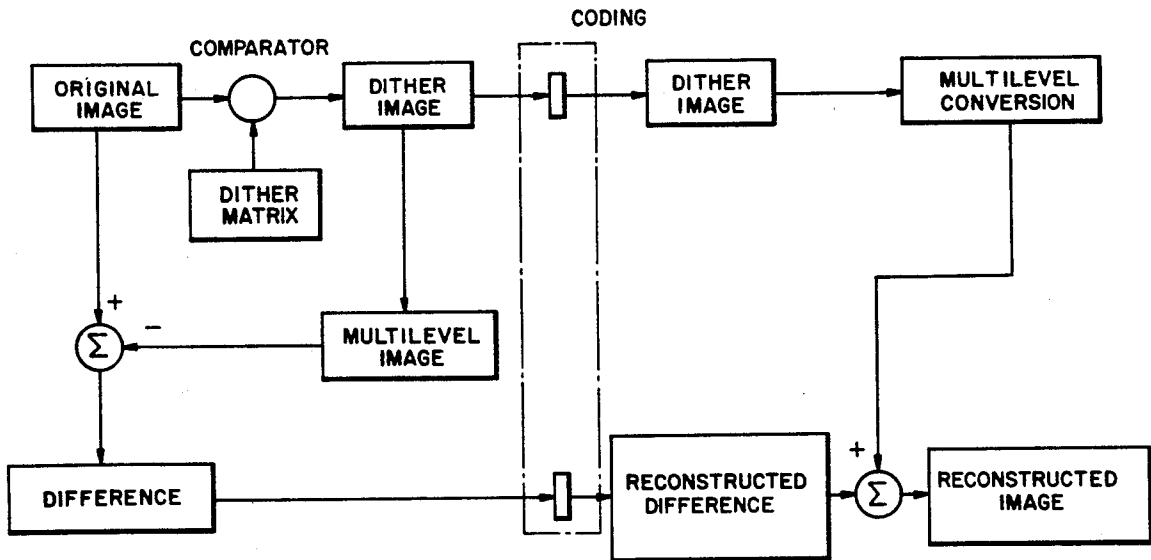 CODING
COMPARATOR
ORIGINAL
IMAGE
DITHER
IMAGE
DITHER
IMAGE
MULTILEVEL
CONVERSION
DITHER
MATRIX
+
Σ
−
MULTILEVEL
IMAGE
DIFFERENCE
RECONSTRUCTED
DIFFERENCE
+
Σ
RECONSTRUCTED
IMAGE